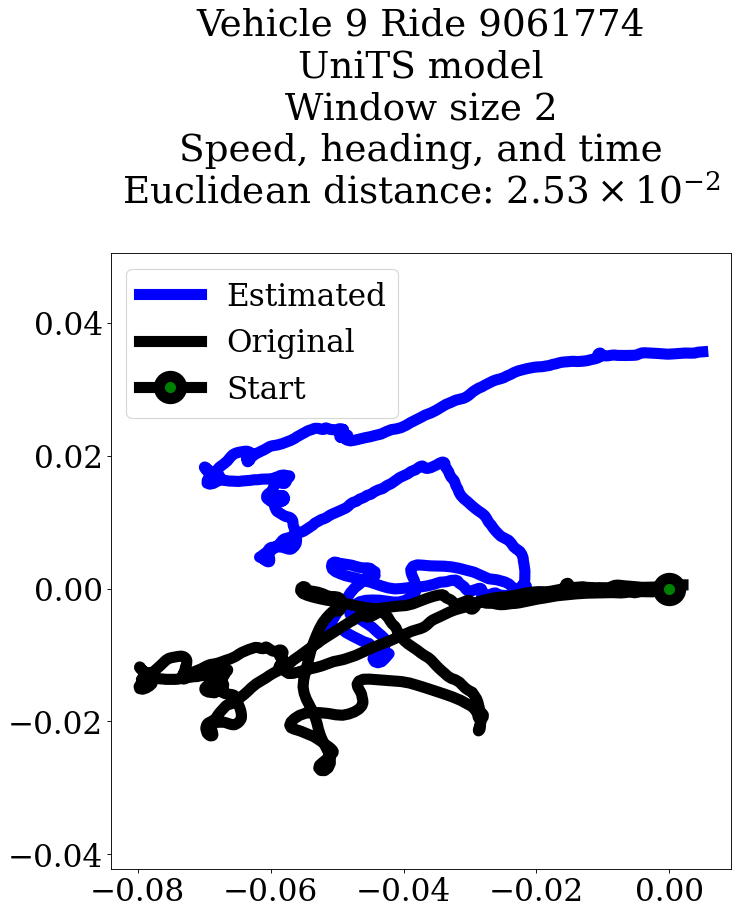 Vehicle 9 Ride 9061774
UniTS model
Window size 2
Speed, heading, and time
Euclidean distance: 2.53 × 10⁻²
Estimated
Original
Start
0.04
0.02
0.00
−0.02
−0.04
−0.08 −0.06 −0.04 −0.02 0.00